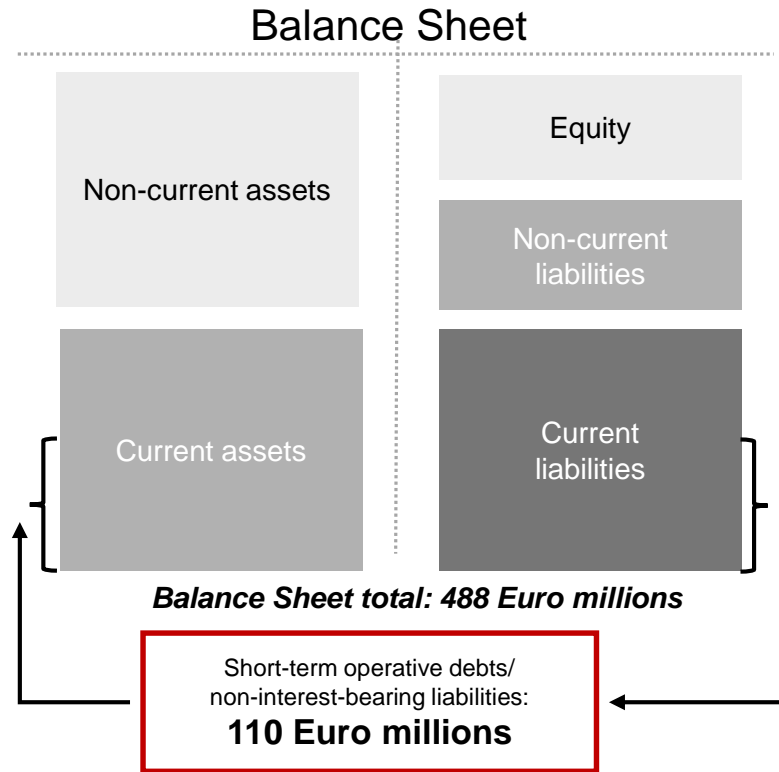 Balance Sheet
Non-current assets
Equity
Non-current
liabilities
Current assets
Current
liabilities
Balance Sheet total: 488 Euro millions
Short-term operative debts/
non-interest-bearing liabilities:
110 Euro millions